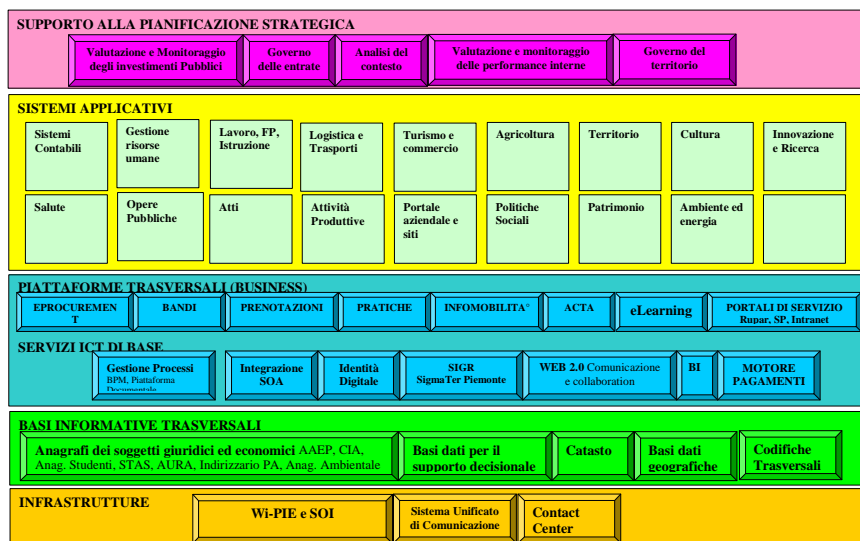 SUPPORTO ALLA PIANIFICAZIONE STRATEGICA
Valutazione e Monitoraggio
degli investimenti Pubblici
Governo
delle entrate
Analisi del
contesto
Valutazione e monitoraggio
delle performance interne
Governo del
territorio
SISTEMI APPLICATIVI
Sistemi
Contabili
Gestione
risorse
umane
Lavoro, FP,
Istruzione
Logistica e
Trasporti
Turismo e
commercio
Agricoltura
Territorio
Cultura
Innovazione
e Ricerca
Salute
Opere
Pubbliche
Atti
Attività
Produttive
Portale
aziendale e
siti
Politiche
Sociali
Patrimonio
Ambiente ed
energia
PIATTAFORME TRASVERSALI (BUSINESS)
EPROCUREMEN
T
BANDI
PRENOTAZIONI
PRATICHE
INFOMOBILITA°
ACTA
eLearning
PORTALI DI SERVIZIO
Rupar, SP, Intranet
SERVIZI ICT DI BASE
Gestione Processi
BPM, Piattaforma
Documentale
Integrazione
SOA
Identità
Digitale
SIGR
SigmaTer Piemonte
WEB 2.0 Comunicazione
e collaboration
BI
MOTORE
PAGAMENTI
BASI INFORMATIVE TRASVERSALI
Anagrafi dei soggetti giuridici ed economici AAEP, CIA,
Anag. Studenti, STAS, AURA, Indirizzario PA, Anag. Ambientale
Basi dati per il
supporto decisionale
Catasto
Basi dati
geografiche
Codifiche
Trasversali
INFRASTRUTTURE
Wi-PIE e SOI
Sistema Unificato
di Comunicazione
Contact
Center